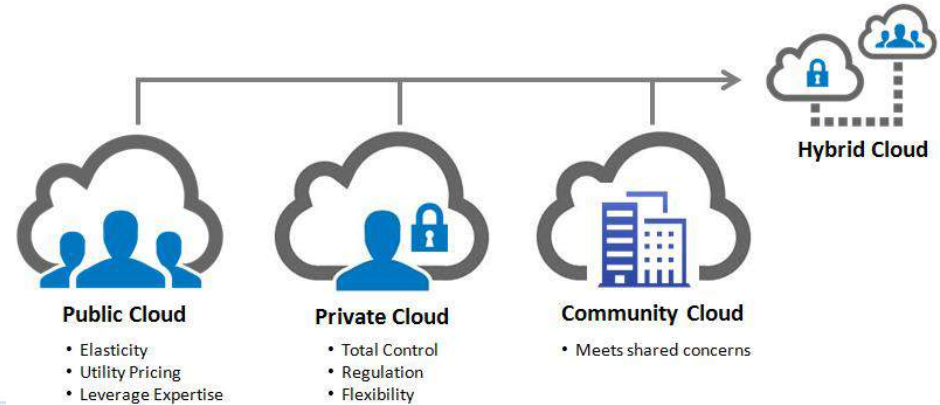 Hybrid Cloud
Public Cloud
• Elasticity
• Utility Pricing
• Leverage Expertise
Private Cloud
• Total Control
• Regulation
• Flexibility
Community Cloud
• Meets shared concerns